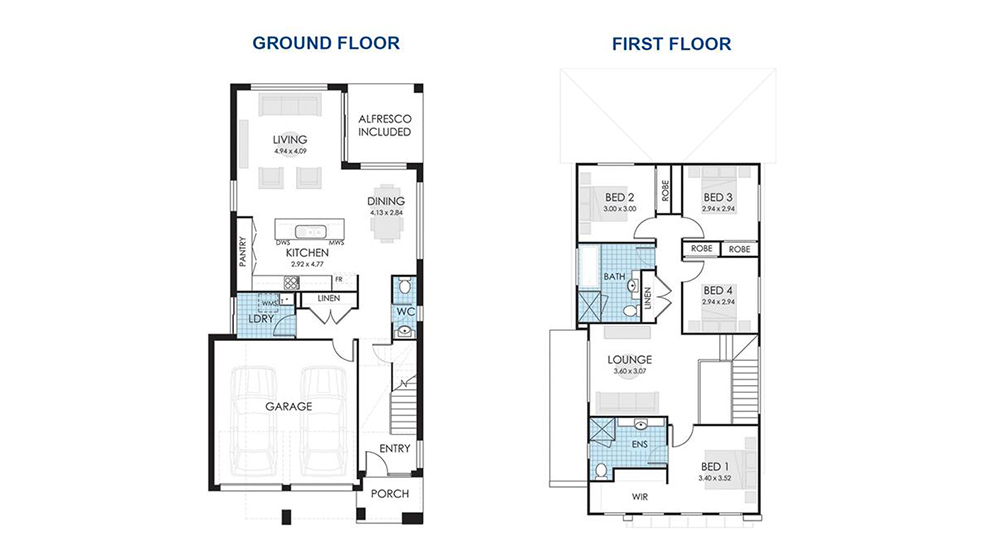 GROUND FLOOR
ALFRESCO
INCLUDED
LIVING
4.94 x 4.09
DINING
4.13 x 2.84
DWS
MWS
KITCHEN
2.92 x 4.77
PANTRY
FR
LINEN
WMS
LDRY
WC
GARAGE
ENTRY
PORCH
FIRST FLOOR
BED 2
3.00 x 3.00
ROBE
BED 3
2.94 x 2.94
ROBE
ROBE
BATH
LINEN
BED 4
2.94 x 2.94
LOUNGE
3.60 x 3.07
ENS
BED 1
3.40 x 3.52
WIR